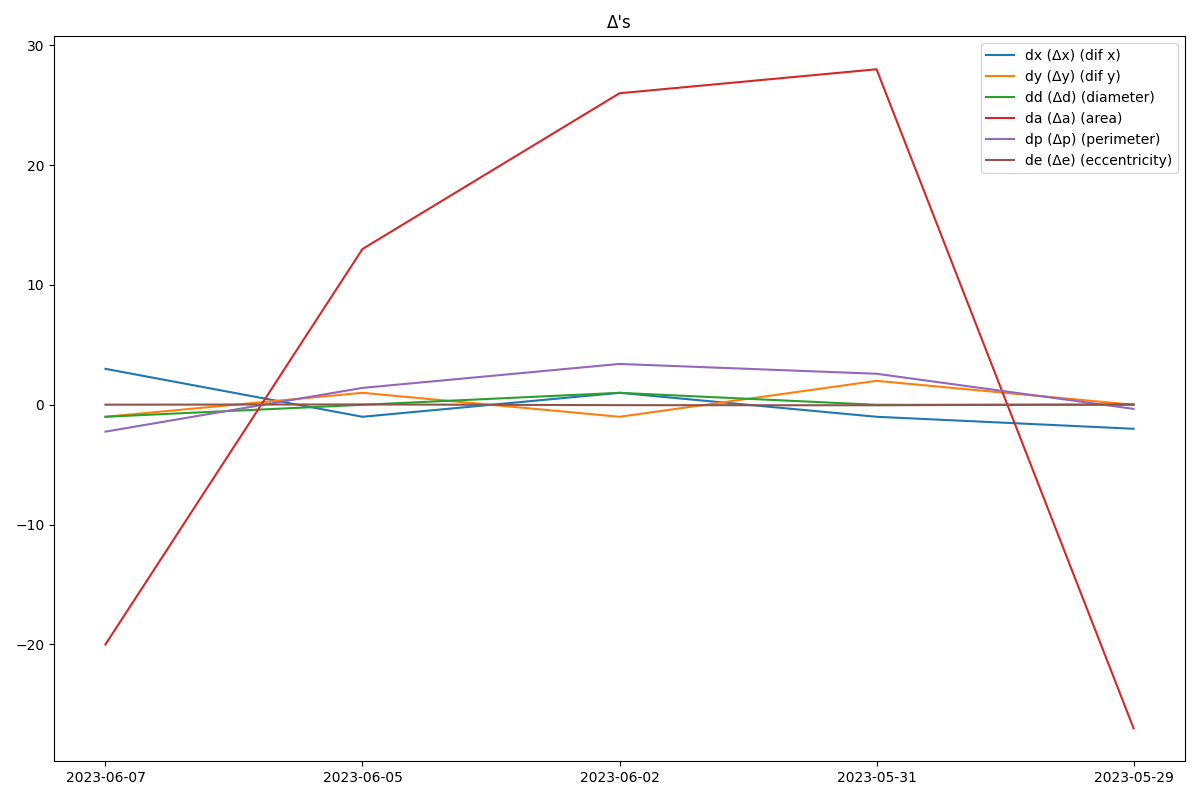 Δ's
30
20
10
0
−10
−20
dx (Δx) (dif x)
dy (Δy) (dif y)
dd (Δd) (diameter)
da (Δa) (area)
dp (Δp) (perimeter)
de (Δe) (eccentricity)
2023-06-07 2023-06-05 2023-06-02 2023-05-31 2023-05-29